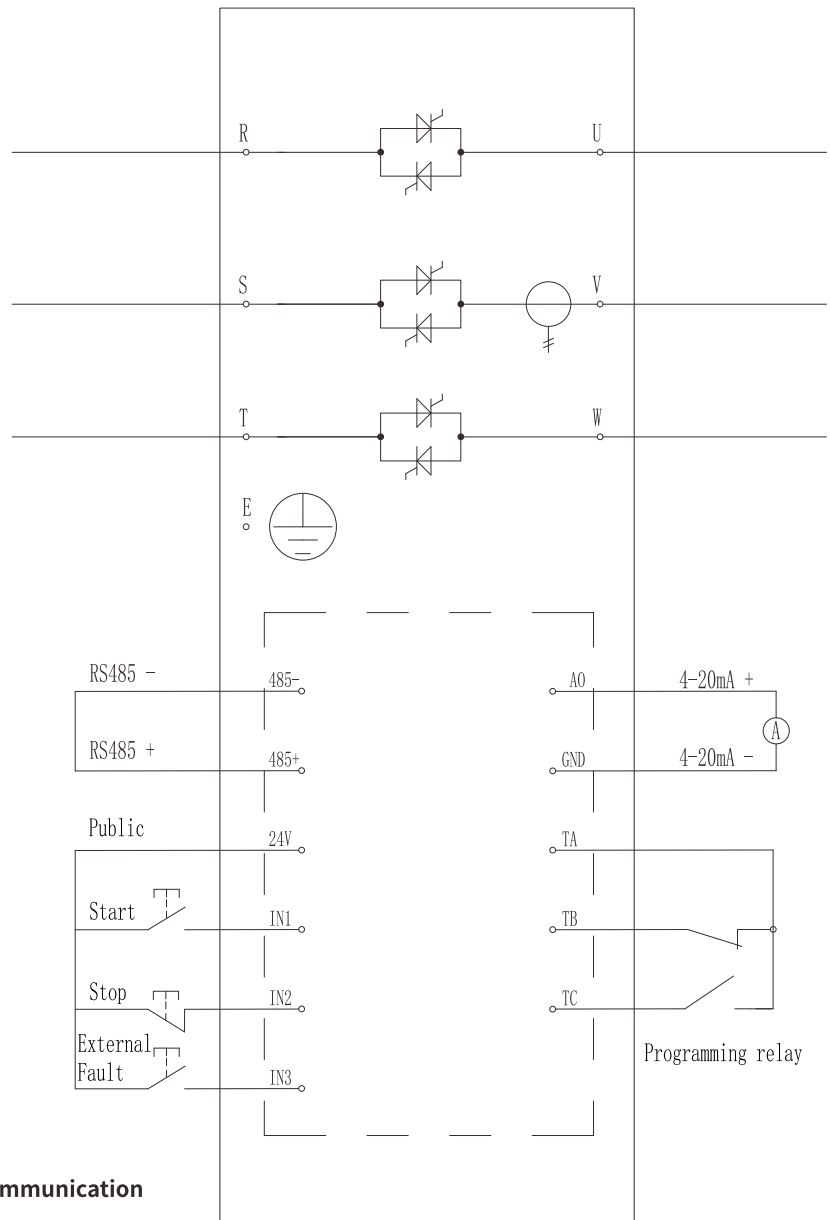 R U
S V
T W
E
RS485 - 485- AO 4-20mA +
A
RS485 + 485+ GND 4-20mA -
Public 24V TA
Start IN1 TB
Stop IN2 TC
External
Fault IN3
Programming relay
mmunication